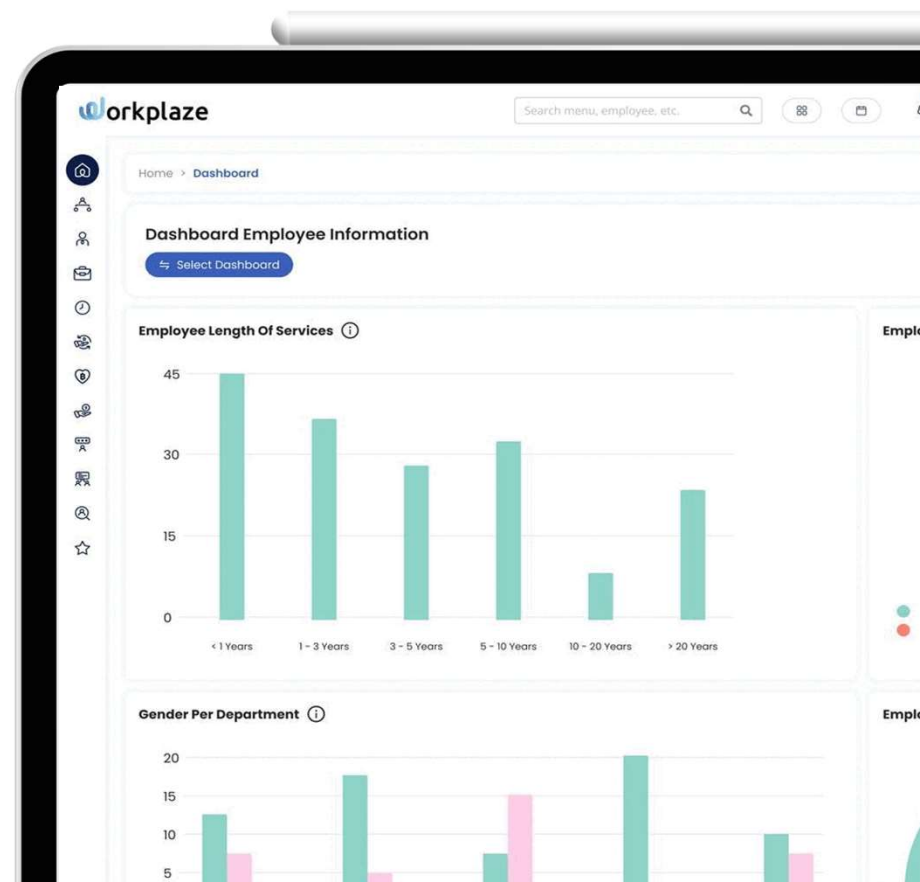 Workplaze
Search menu, employee, etc.
Home > Dashboard
Dashboard Employee Information
Select Dashboard
Employee Length Of Services
45
30
15
0
< 1 Years
1 - 3 Years
3 - 5 Years
5 - 10 Years
10 - 20 Years
> 20 Years
Gender Per Department
20
15
10
5